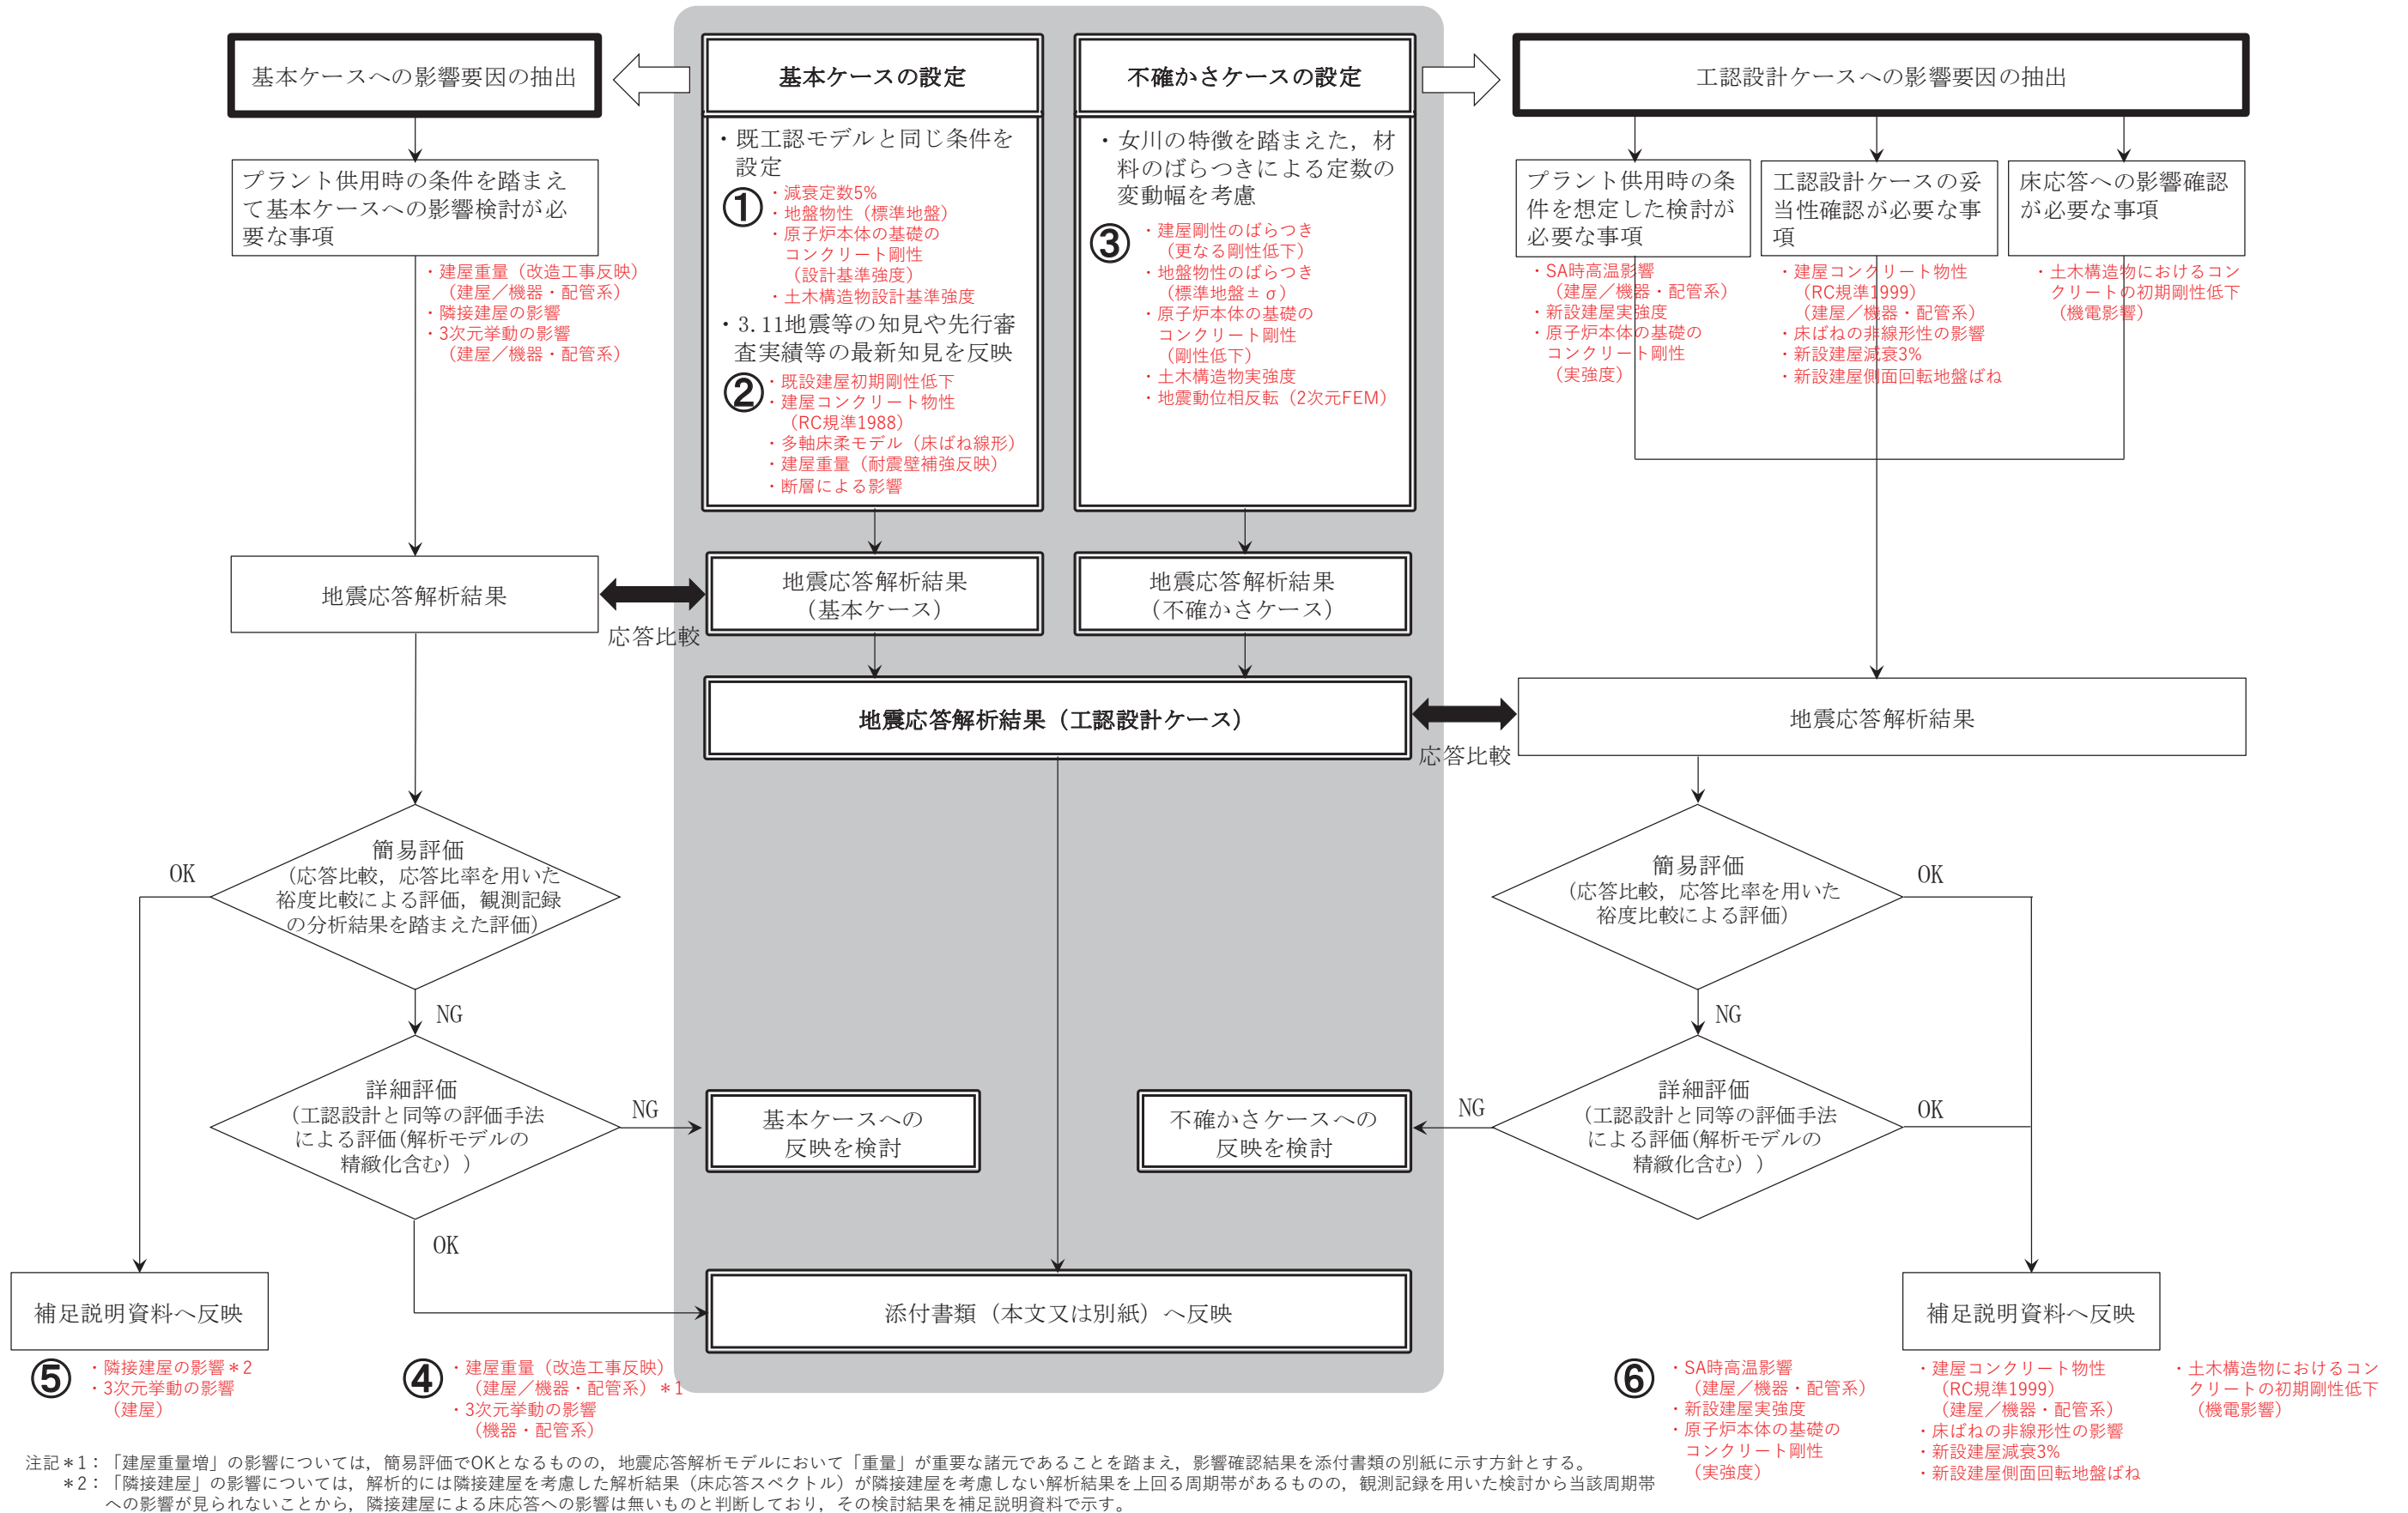 基本ケースへの影響要因の抽出
プラント供用時の条件を踏まえ
て基本ケースへの影響検討が必
要な事項
・建屋重量（改造工事反映）
（建屋／機器・配管系）
・隣接建屋の影響
・3次元挙動の影響
（建屋／機器・配管系）
基本ケースの設定
・既工認モデルと同じ条件を
設定
①
・減衰定数5%
・地盤物性（標準地盤）
・原子炉本体の基礎の
コンクリート剛性
（設計基準強度）
・土木構造物設計基準強度
・3.11地震等の知見や先行審
査実績等の最新知見を反映
②
・既設建屋初期剛性低下
・建屋コンクリート物性
（RC規準1988）
・多軸床柔モデル（床ばね線形）
・建屋重量（耐震壁補強反映）
・断層による影響
不確かさケースの設定
・女川の特徴を踏まえた，材
料のばらつきによる定数の
変動幅を考慮
③
・建屋剛性のばらつき
（更なる剛性低下）
・地盤物性のばらつき
（標準地盤±σ）
・原子炉本体の基礎の
コンクリート剛性
（剛性低下）
・土木構造物実強度
・地震動位相反転（2次元FEM）
工認設計ケースへの影響要因の抽出
プラント供用時の条
件を想定した検討が
必要な事項
・SA時高温影響
（建屋／機器・配管系）
・新設建屋実強度
・原子炉本体の基礎の
コンクリート剛性
（実強度）
工認設計ケースの妥
当性確認が必要な事
項
・建屋コンクリート物性
（RC規準1999）
（建屋／機器・配管系）
・床ばねの非線形性の影響
・新設建屋減衰3%
・新設建屋側面回転地盤ばね
床応答への影響確認
が必要な事項
・土木構造物におけるコン
クリートの初期剛性低下
（機電影響）
地震応答解析結果
応答比較
地震応答解析結果
（基本ケース）
地震応答解析結果
（不確かさケース）
地震応答解析結果（工認設計ケース）
応答比較
地震応答解析結果
簡易評価
（応答比較，応答比率を用いた
裕度比較による評価，観測記録
の分析結果を踏まえた評価）
OK
NG
詳細評価
（工認設計と同等の評価手法
による評価(解析モデルの
精緻化含む））
NG
OK
基本ケースへの
反映を検討
不確かさケースへの
反映を検討
簡易評価
（応答比較，応答比率を用いた
裕度比較による評価）
OK
NG
詳細評価
（工認設計と同等の評価手法
による評価(解析モデルの
精緻化含む））
NG
OK
補足説明資料へ反映
添付書類（本文又は別紙）へ反映
補足説明資料へ反映
⑤
・隣接建屋の影響＊2
・3次元挙動の影響
（建屋）
④
・建屋重量（改造工事反映）
（建屋／機器・配管系）＊1
・3次元挙動の影響
（機器・配管系）
⑥
・SA時高温影響
（建屋／機器・配管系）
・新設建屋実強度
・原子炉本体の基礎の
コンクリート剛性
（実強度）
・建屋コンクリート物性
（RC規準1999）
（建屋／機器・配管系）
・床ばねの非線形性の影響
・新設建屋減衰3%
・新設建屋側面回転地盤ばね
・土木構造物におけるコン
クリートの初期剛性低下
（機電影響）
注記＊1：「建屋重量増」の影響については，簡易評価でOKとなるものの，地震応答解析モデルにおいて「重量」が重要な諸元であることを踏まえ，影響確認結果を添付書類の別紙に示す方針とする。
＊2：「隣接建屋」の影響については，解析的には隣接建屋を考慮した解析結果（床応答スペクトル）が隣接建屋を考慮しない解析結果を上回る周期帯があるものの，観測記録を用いた検討から当該周期帯
への影響が見られないことから，隣接建屋による床応答への影響は無いものと判断しており，その検討結果を補足説明資料で示す。